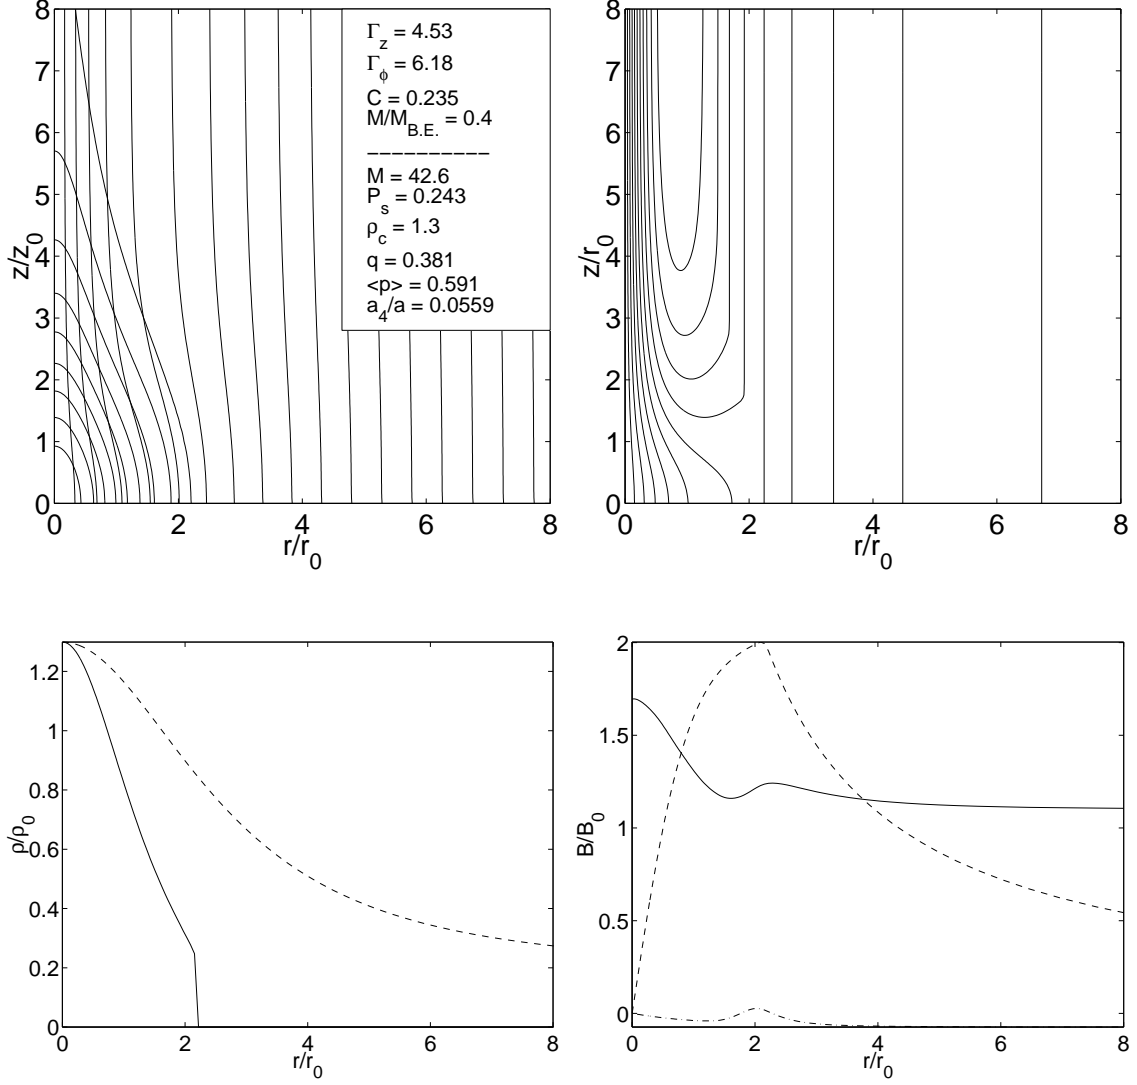 8
7
6
5
4
3
2
1
0
z/z0
0 2 4 6 8
r/r0
Γz = 4.53
Γϕ = 6.18
C = 0.235
M/MB.E. = 0.4
−−−−−−−−−−
M = 42.6
Ps = 0.243
ρc = 1.3
q = 0.381
<p> = 0.591
a4/a = 0.0559
8
7
6
5
4
3
2
1
0
z/r0
0 2 4 6 8
r/r0
1.2
1
0.8
0.6
0.4
0.2
0
ρ/ρ0
0 2 4 6 8
r/r0
2
1.5
1
0.5
0
B/B0
0 2 4 6 8
r/r0